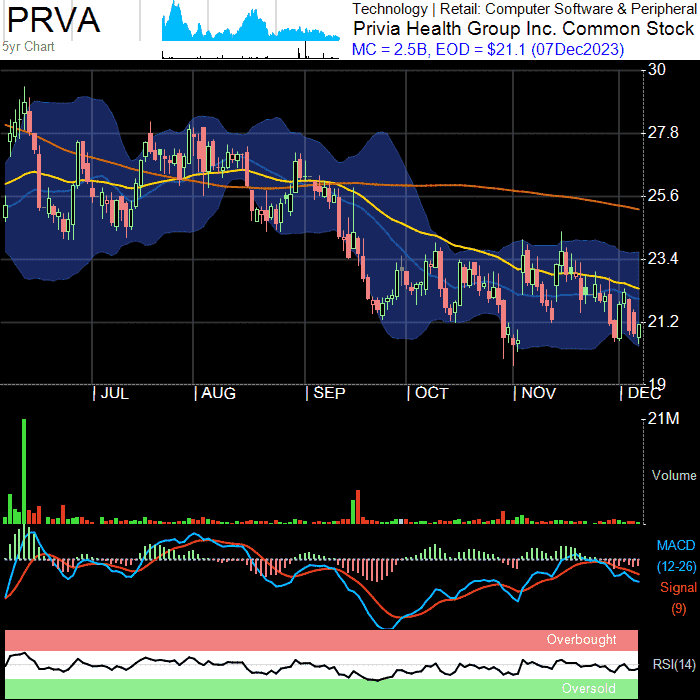 PRVA
5yr Chart
Technology | Retail: Computer Software & Peripheral
Privia Health Group Inc. Common Stock
MC = 2.5B, EOD = $21.1 (07Dec2023)
30
27.8
25.6
23.4
21.2
19
JUL AUG SEP OCT NOV DEC
21M
Volume
MACD
(12-26)
Signal
(9)
Overbought
RSI(14)
Oversold